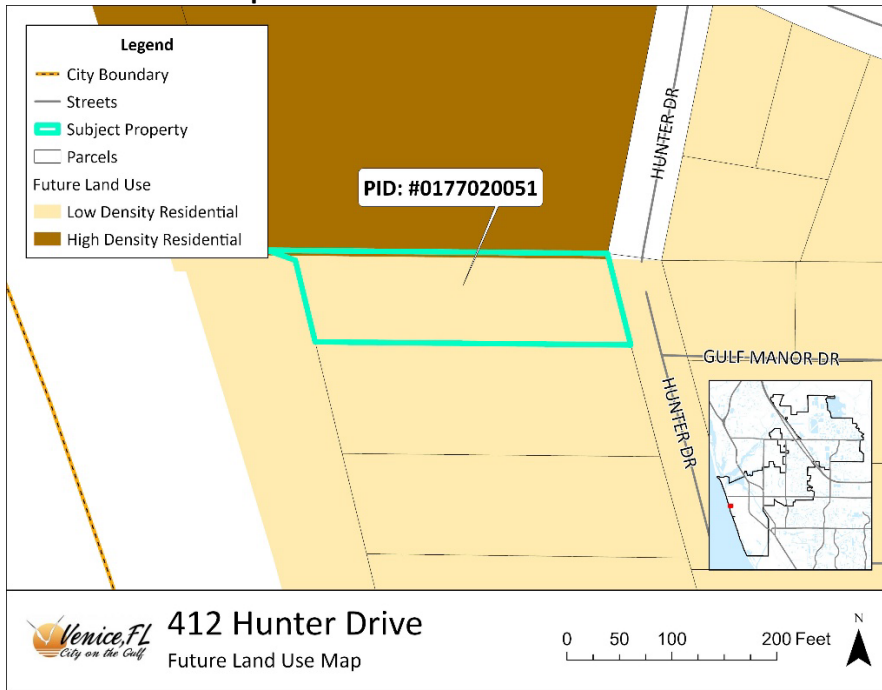 Legend
City Boundary
Streets
Subject Property
Parcels
Future Land Use
Low Density Residential
High Density Residential
PID: #0177020051
HUNTER DR
GULF MANOR DR
HUNTER DR
Venice, FL
City on the Gulf
412 Hunter Drive
Future Land Use Map
0 50 100 200 Feet
N